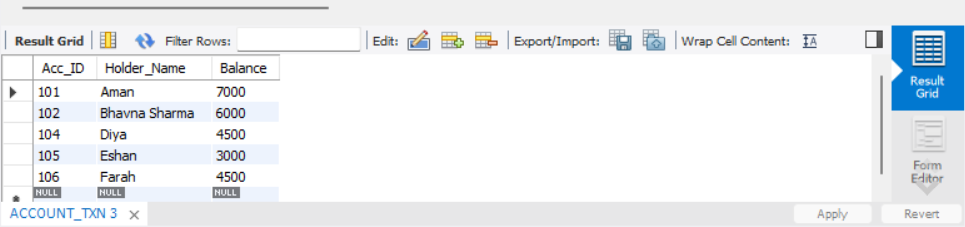 Result Grid Filter Rows: Edit: Export/Import: Wrap Cell Content: IA
Acc_ID Holder_Name Balance
101 Aman 7000
102 Bhavna Sharma 6000
104 Diya 4500
105 Eshan 3000
106 Farah 4500
NULL NULL NULL
Result
Grid
Form
Editor
ACCOUNT_TXN 3 Apply Revert